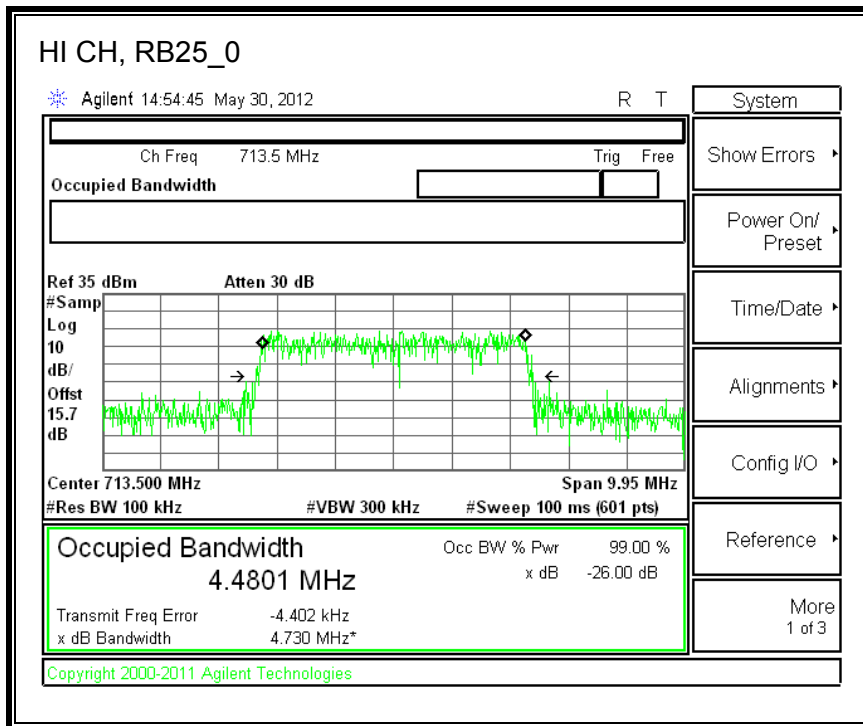 HI CH, RB25_0
Agilent 14:54:45 May 30, 2012 R T
System
Ch Freq 713.5 MHz Trig Free
Show Errors
Occupied Bandwidth
Power On/
Preset
Ref 35 dBm Atten 30 dB
#Samp
Log
10
dB/
Offst
15.7
dB
Time/Date
Alignments
Config I/O
Center 713.500 MHz Span 9.95 MHz
#Res BW 100 kHz #VBW 300 kHz #Sweep 100 ms (601 pts)
Occupied Bandwidth Occ BW % Pwr 99.00 %
4.4801 MHz x dB -26.00 dB
Reference
Transmit Freq Error -4.402 kHz
x dB Bandwidth 4.730 MHz*
More
1 of 3
Copyright 2000-2011 Agilent Technologies